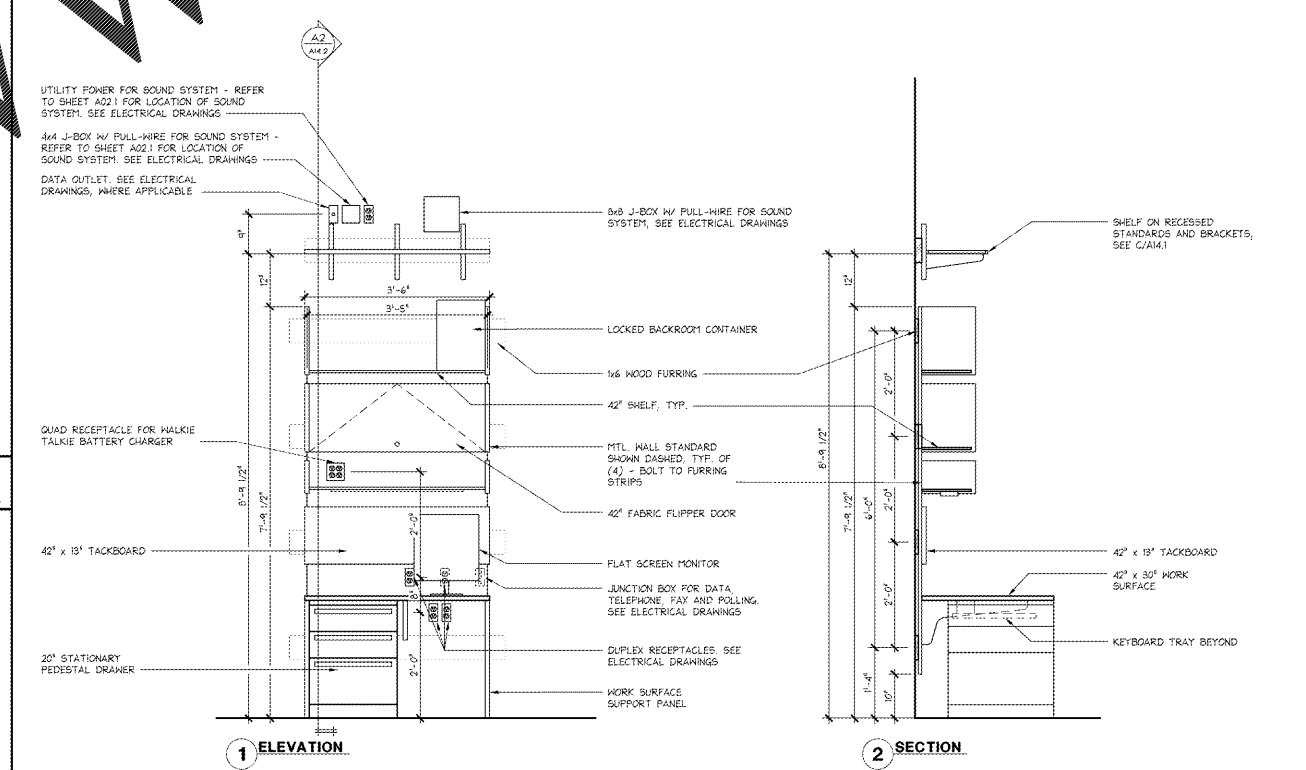 A2
A14.2
UTILITY POWER FOR SOUND SYSTEM - REFER
TO SHEET A02.1 FOR LOCATION OF SOUND
SYSTEM. SEE ELECTRICAL DRAWINGS
4x4 J-BOX W/ PULL-WIRE FOR SOUND SYSTEM -
REFER TO SHEET A02.1 FOR LOCATION OF
SOUND SYSTEM. SEE ELECTRICAL DRAWINGS
DATA OUTLET. SEE ELECTRICAL
DRAWINGS, WHERE APPLICABLE
QUAD RECEPTACLE FOR WALKIE
TALKIE BATTERY CHARGER
42" x 13" TACKBOARD
20" STATIONARY
PEDESTAL DRAWER
9"
12"
3'-6"
3'-5"
8'-9 1/2"
7'-9 1/2"
2'-0"
8"
2'-0"
8x8 J-BOX W/ PULL-WIRE FOR SOUND
SYSTEM, SEE ELECTRICAL DRAWINGS
LOCKED BACKROOM CONTAINER
1x6 WOOD FURRING
42" SHELF, TYP.
MTL. WALL STANDARD
SHOWN DASHED, TYP. OF
(4) - BOLT TO FURRING
STRIPS
42" FABRIC FLIPPER DOOR
FLAT SCREEN MONITOR
JUNCTION BOX FOR DATA,
TELEPHONE, FAX AND POLLING.
SEE ELECTRICAL DRAWINGS
DUPLEX RECEPTACLES. SEE
ELECTRICAL DRAWINGS
WORK SURFACE
SUPPORT PANEL
1 ELEVATION
12"
8'-9 1/2"
7'-9 1/2"
6'-0"
2'-0"
2'-0"
2'-0"
1'-4"
10"
SHELF ON RECESSED
STANDARDS AND BRACKETS,
SEE C/A14.1
42" x 13" TACKBOARD
42" x 30" WORK
SURFACE
KEYBOARD TRAY BEYOND
2 SECTION